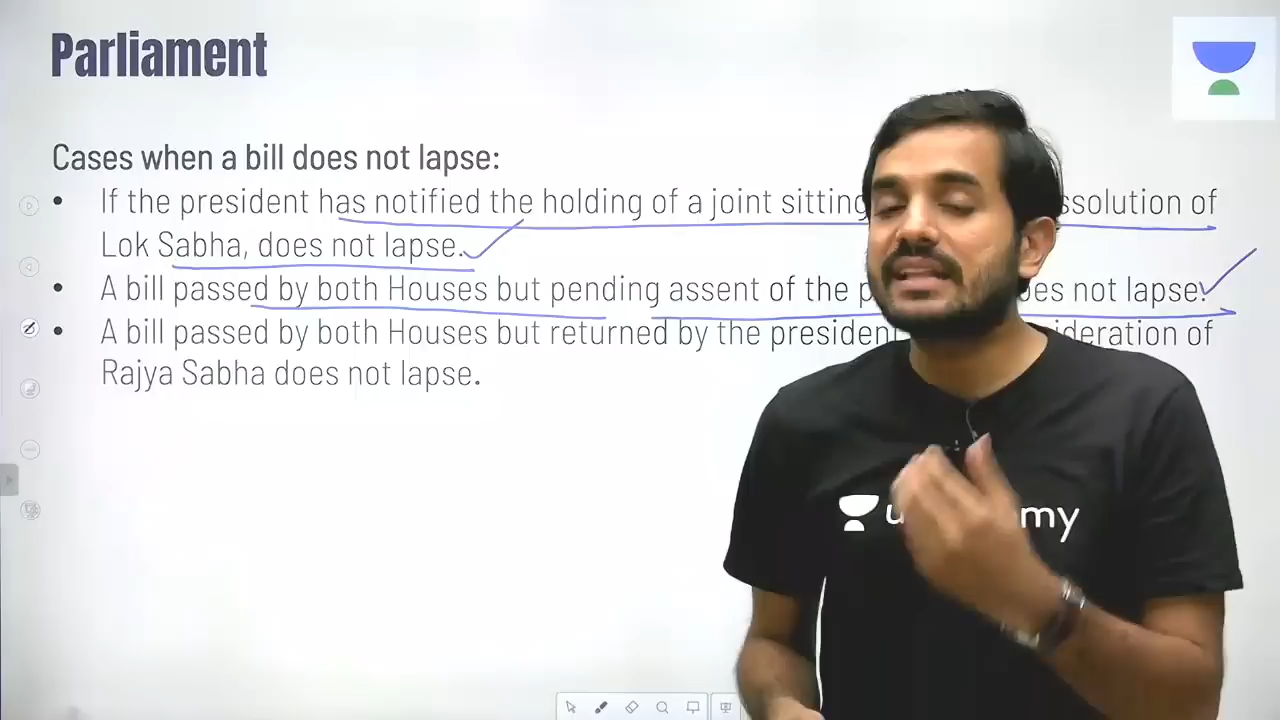 Parliament
Cases when a bill does not lapse:
• If the president has notified the holding of a joint sitting ssolution of
Lok Sabha, does not lapse.
• A bill passed by both Houses but pending assent of the p es not lapse.
• A bill passed by both Houses but returned by the presiden ideration of
Rajya Sabha does not lapse.
u my